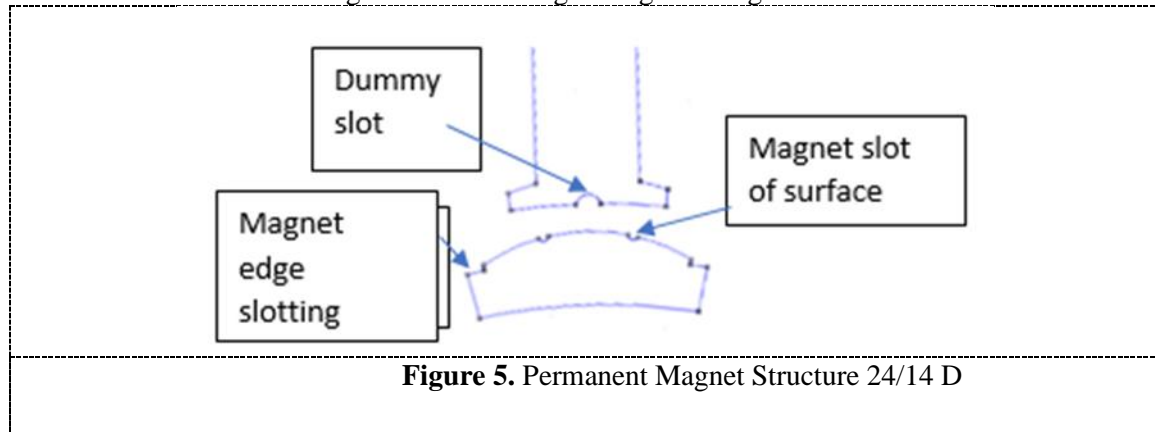 Dummy
slot
Magnet slot
of surface
Magnet
edge
slotting
Figure 5. Permanent Magnet Structure 24/14 D